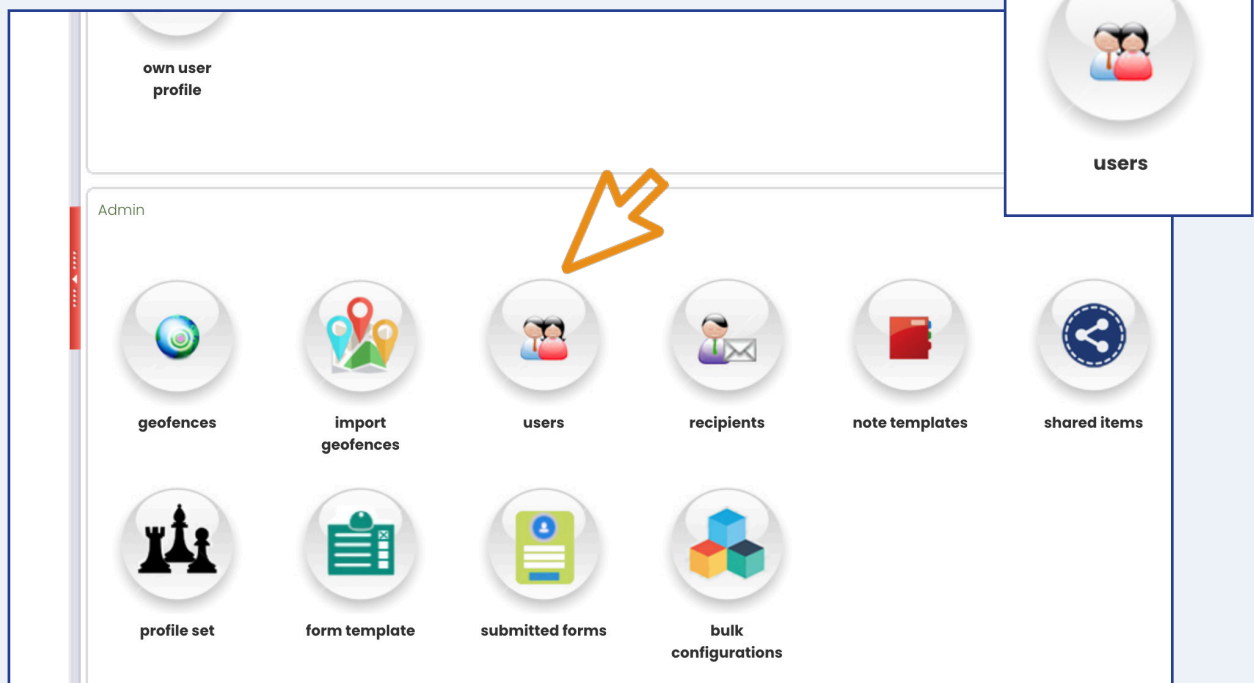 own user
profile
users
Admin
geofences
import
geofences
users
recipients
note templates
shared items
profile set
form template
submitted forms
bulk
configurations